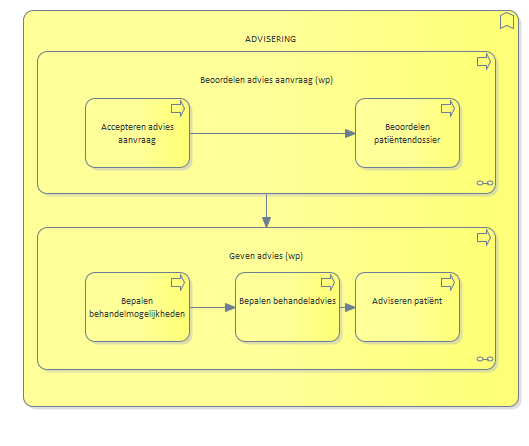 ADVISERING
Beoordelen advies aanvraag (wp)
Accepteren advies
aanvraag
Beoordelen
patiëntendossier
Geven advies (wp)
Bepalen
behandelmogelijkheden
Bepalen behandeladvies
Adviseren patiënt